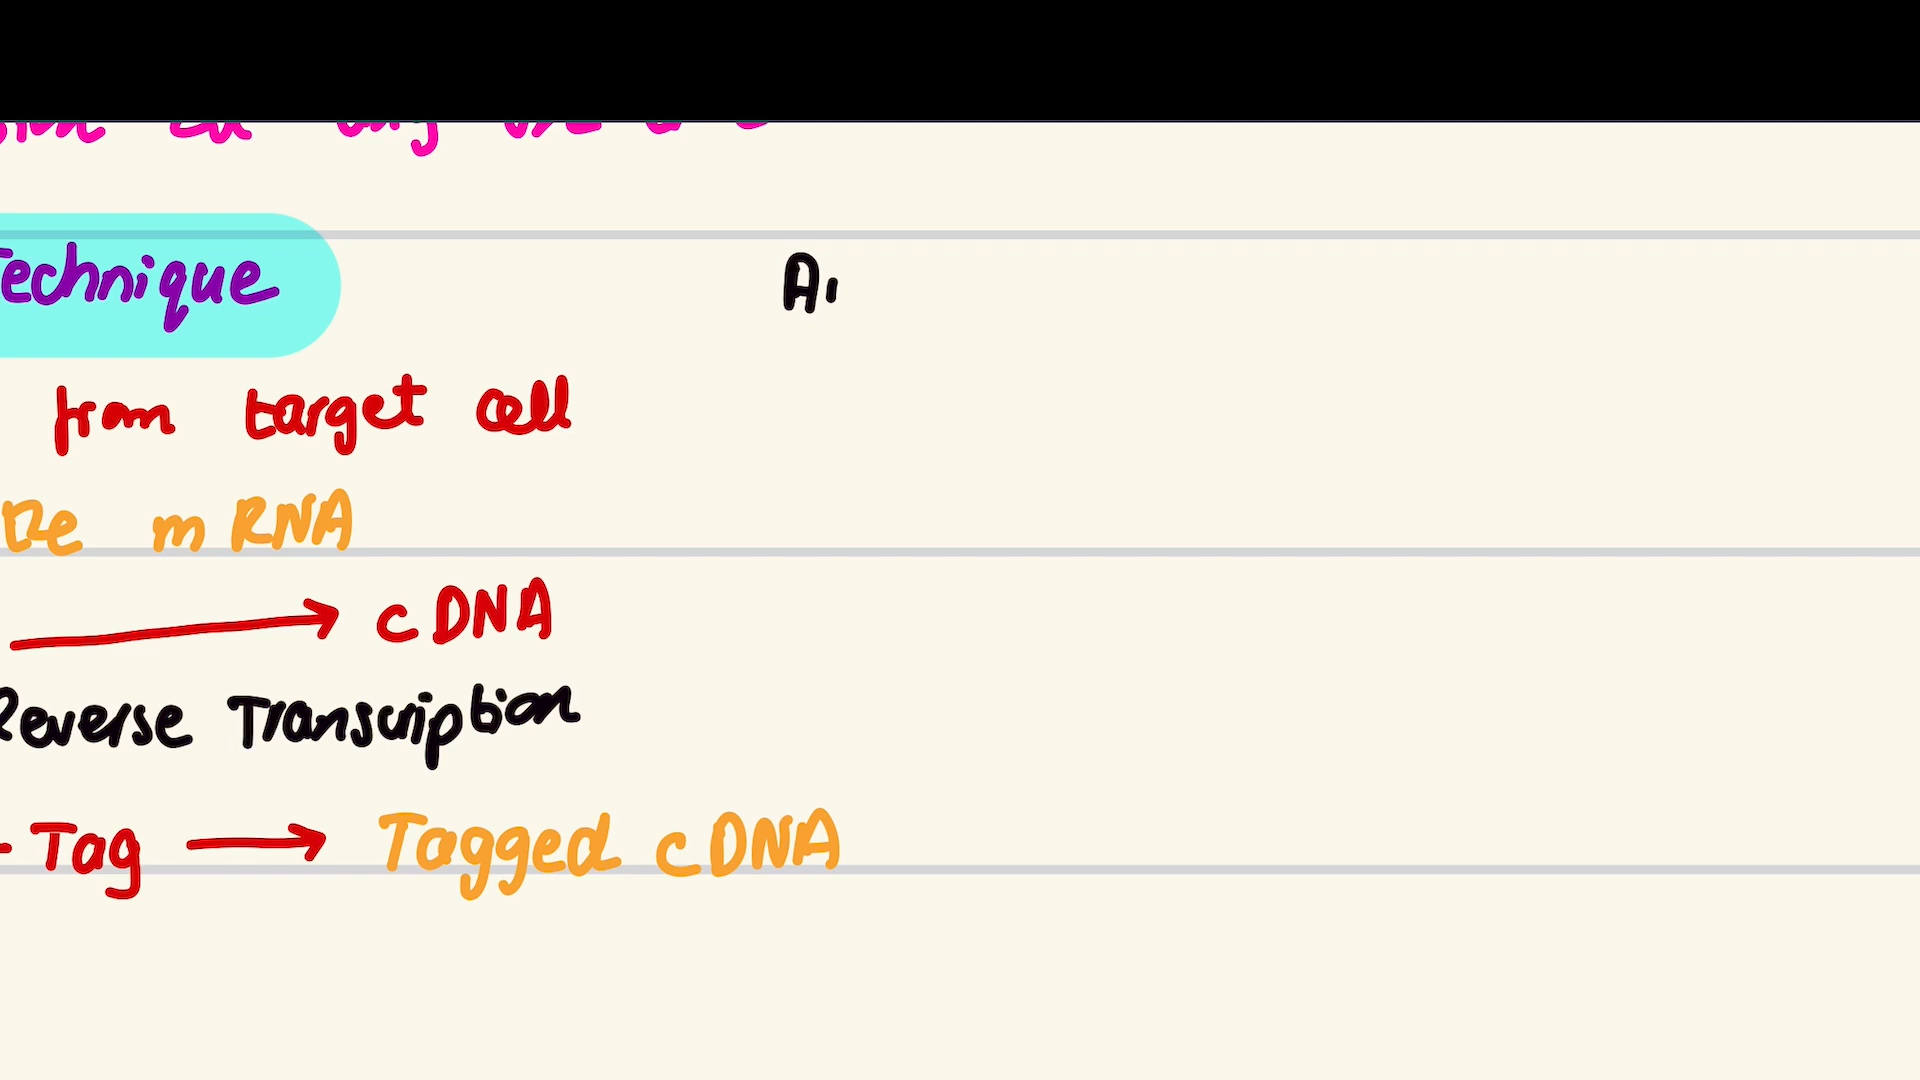 Technique
from target cell
mRNA
cDNA
Reverse Transcription
- Tag → Tagged cDNA